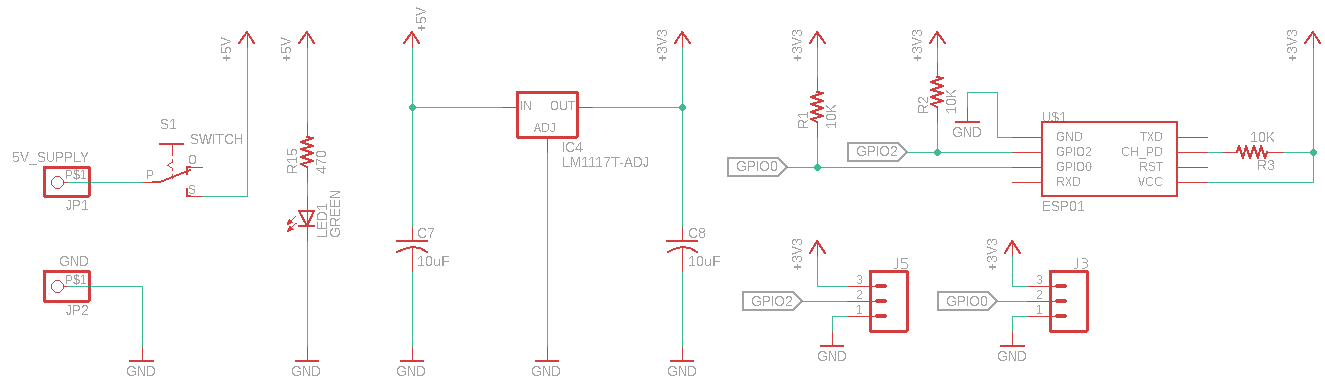 5V_SUPPLY
P$1
JP1
GND
P$1
JP2
GND
S1
SWITCH
P
O
S
+5V
+5V
R15
470
LED1
GREEN
GND
+5V
C7
10uF
GND
IN
OUT
ADJ
IC4
LM1117T-ADJ
GND
+3V3
C8
10uF
GND
GPIO0
+3V3
R1
10K
GPIO2
+3V3
R2
10K
GND
U$1
GND
GPIO2
GPIO0
RXD
TXD
CH_PD
RST
VCC
ESP01
10K
R3
+3V3
GPIO2
+3V3
J5
3
2
1
GND
GPIO0
+3V3
J3
3
2
1
GND